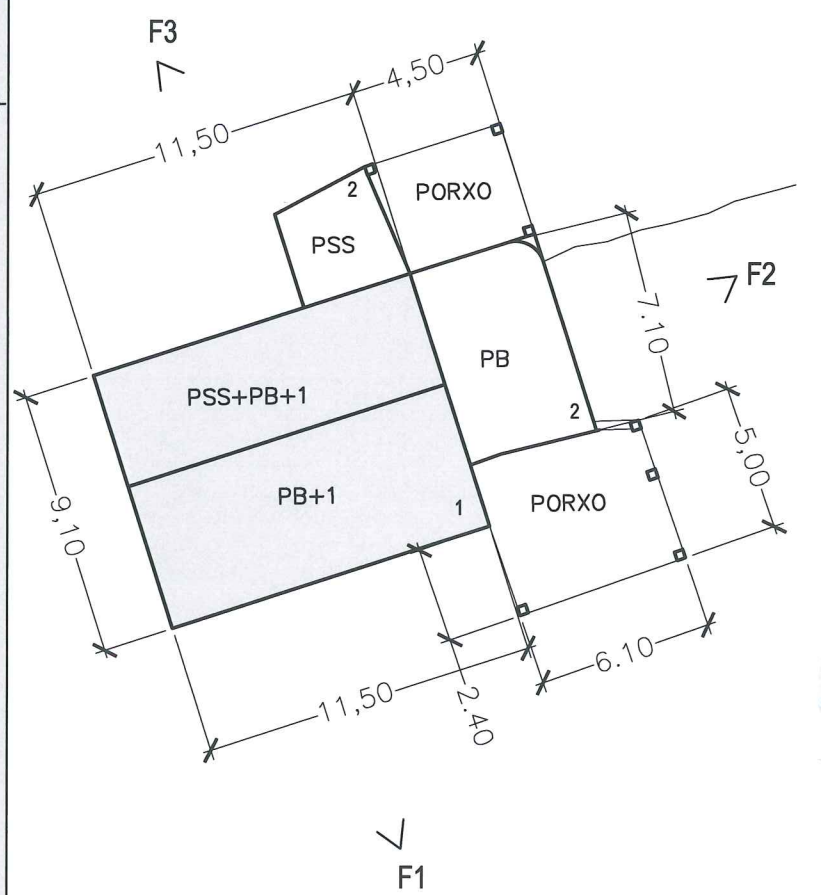 F3
4,50
11,50
2
PORXO
PSS
F2
7.10
PB
PSS+PB+1
2
5,00
PB+1
1
PORXO
9,10
6.10
11,50
2.40
F1